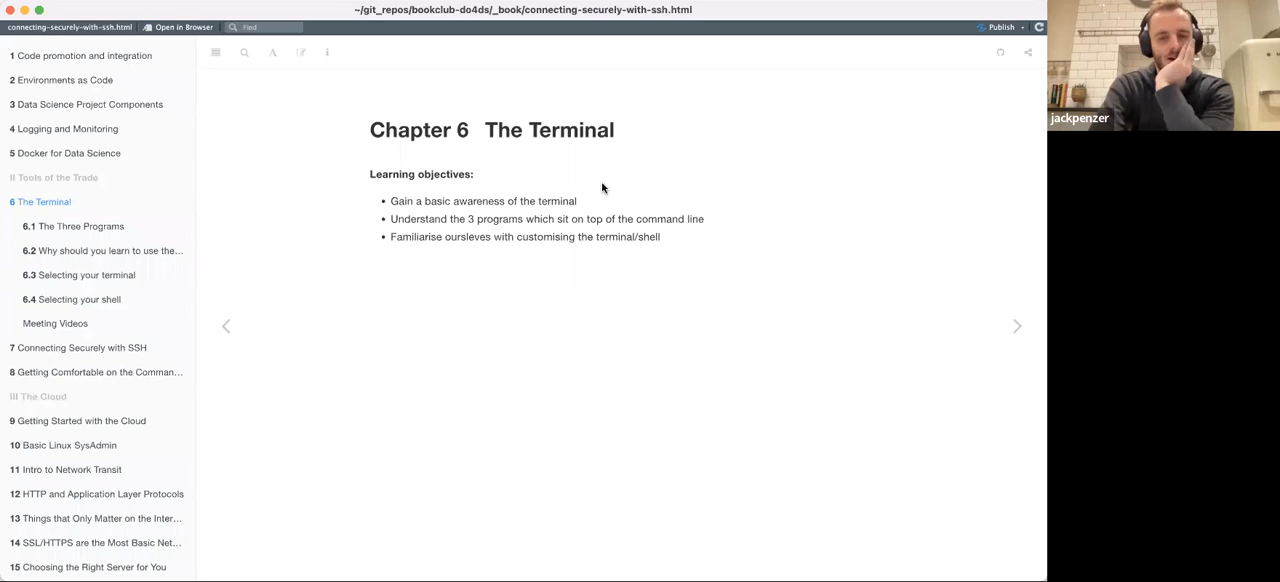 ~/git_repos/bookclub-do4ds/_book/connecting-securely-with-ssh.html
connecting-securely-with-ssh.html
Open in Browser
Find
Publish
1 Code promotion and integration
2 Environments as Code
3 Data Science Project Components
4 Logging and Monitoring
5 Docker for Data Science
II Tools of the Trade
6 The Terminal
6.1 The Three Programs
6.2 Why should you learn to use the...
6.3 Selecting your terminal
6.4 Selecting your shell
Meeting Videos
7 Connecting Securely with SSH
8 Getting Comfortable on the Comman...
III The Cloud
9 Getting Started with the Cloud
10 Basic Linux SysAdmin
11 Intro to Network Transit
12 HTTP and Application Layer Protocols
13 Things that Only Matter on the Inter...
14 SSL/HTTPS are the Most Basic Net...
15 Choosing the Right Server for You
A
i
Chapter 6 The Terminal
Learning objectives:
• Gain a basic awareness of the terminal
• Understand the 3 programs which sit on top of the command line
• Familiarise oursleves with customising the terminal/shell
jackpenzer